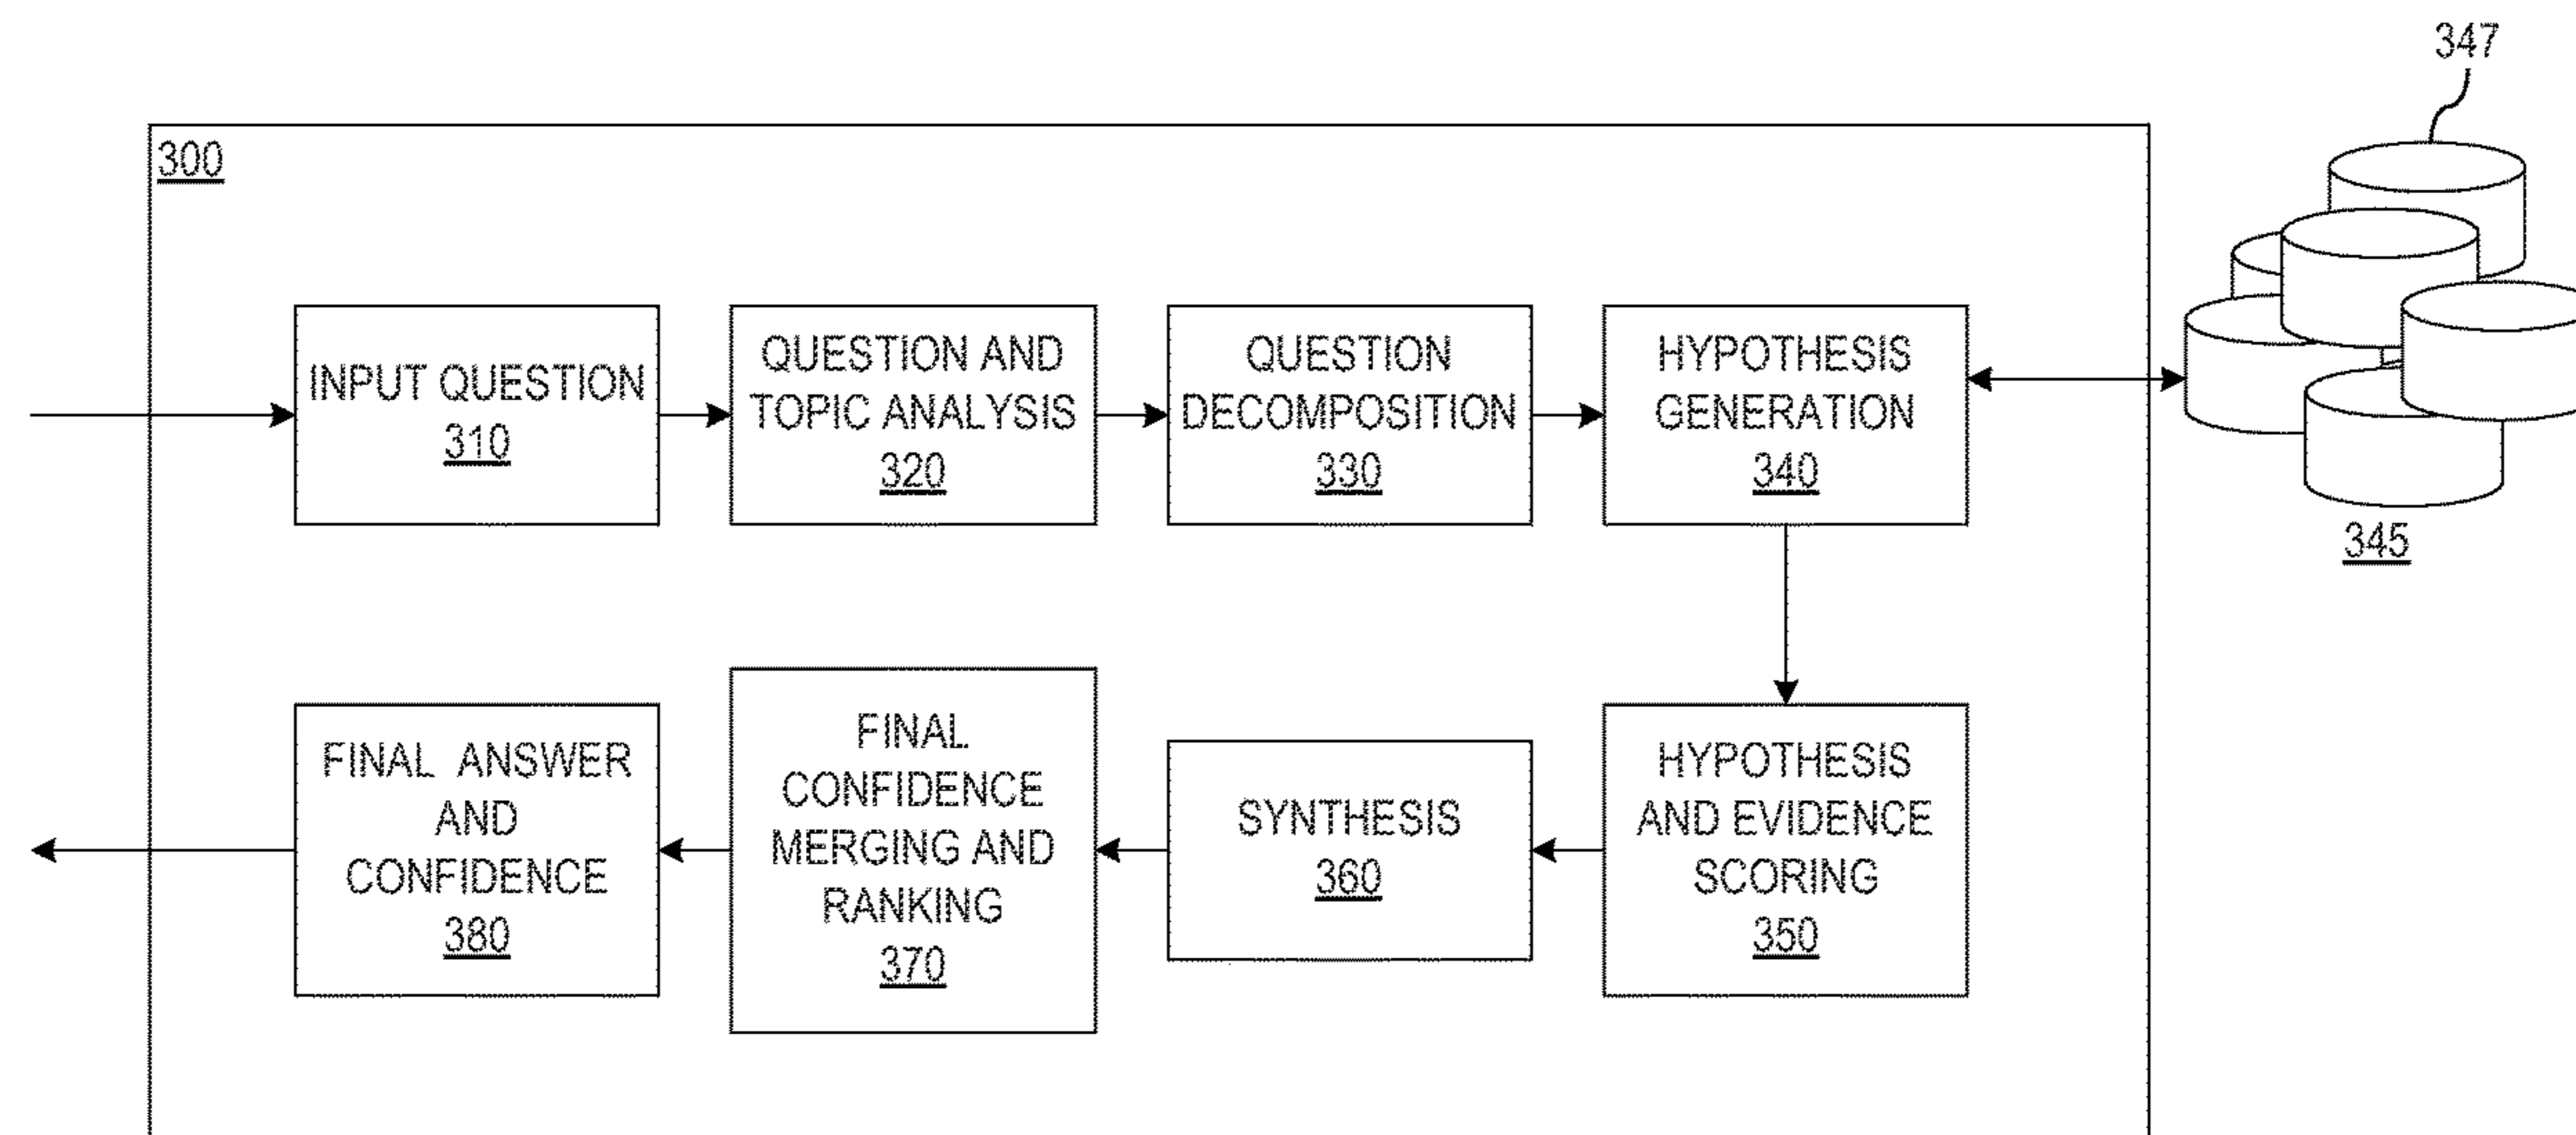 347
300
INPUT QUESTION
310
QUESTION AND
TOPIC ANALYSIS
320
QUESTION
DECOMPOSITION
330
HYPOTHESIS
GENERATION
340
345
FINAL ANSWER
AND
CONFIDENCE
380
FINAL
CONFIDENCE
MERGING AND
RANKING
370
SYNTHESIS
360
HYPOTHESIS
AND EVIDENCE
SCORING
350